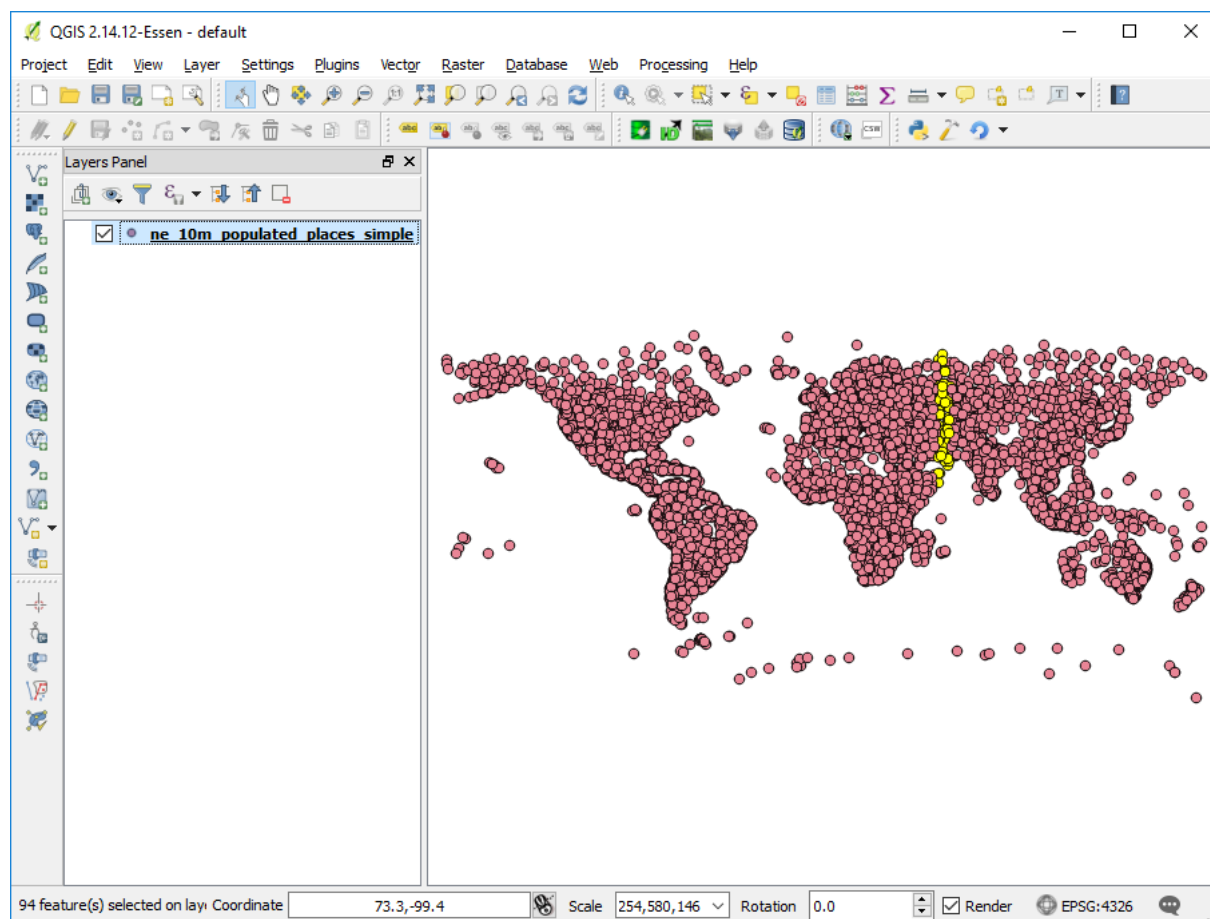 QGIS 2.14.12-Essen - default
Project Edit View Layer Settings Plugins Vector Raster Database Web Processing Help
Layers Panel
ne_10m_populated_places_simple
94 feature(s) selected on lay Coordinate 73.3,-99.4 Scale 254,580,146 Rotation 0.0 Render EPSG:4326